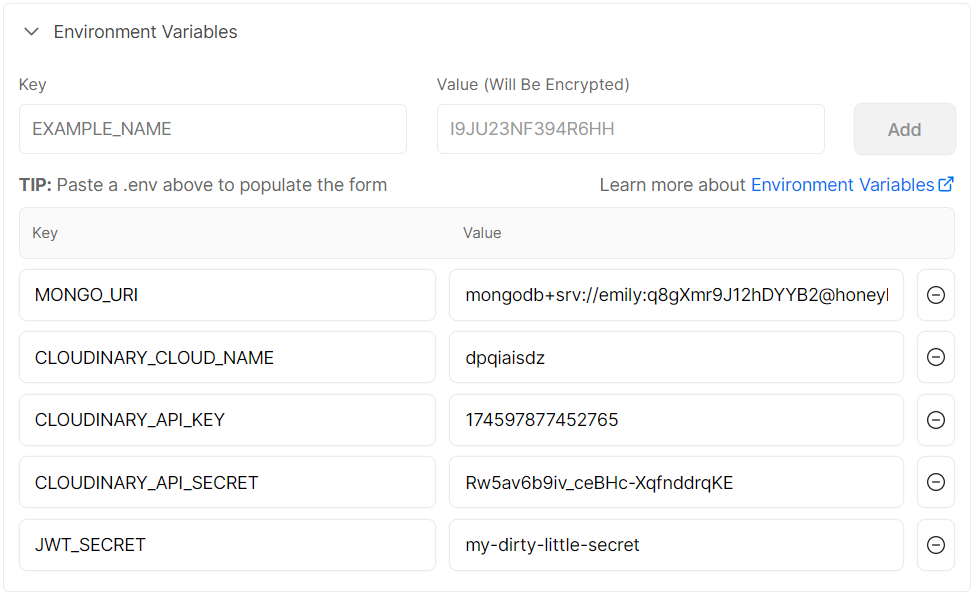 Environment Variables
Key Value (Will Be Encrypted)
EXAMPLE_NAME I9JU23NF394R6HH Add
TIP: Paste a .env above to populate the form Learn more about Environment Variables
Key Value
MONGO_URI mongodb+srv://emily:q8gXmr9J12hDYYB2@honeyl
CLOUDINARY_CLOUD_NAME dpqiaisdz
CLOUDINARY_API_KEY 174597877452765
CLOUDINARY_API_SECRET Rw5av6b9iv_ceBHc-XqfnddrqKE
JWT_SECRET my-dirty-little-secret